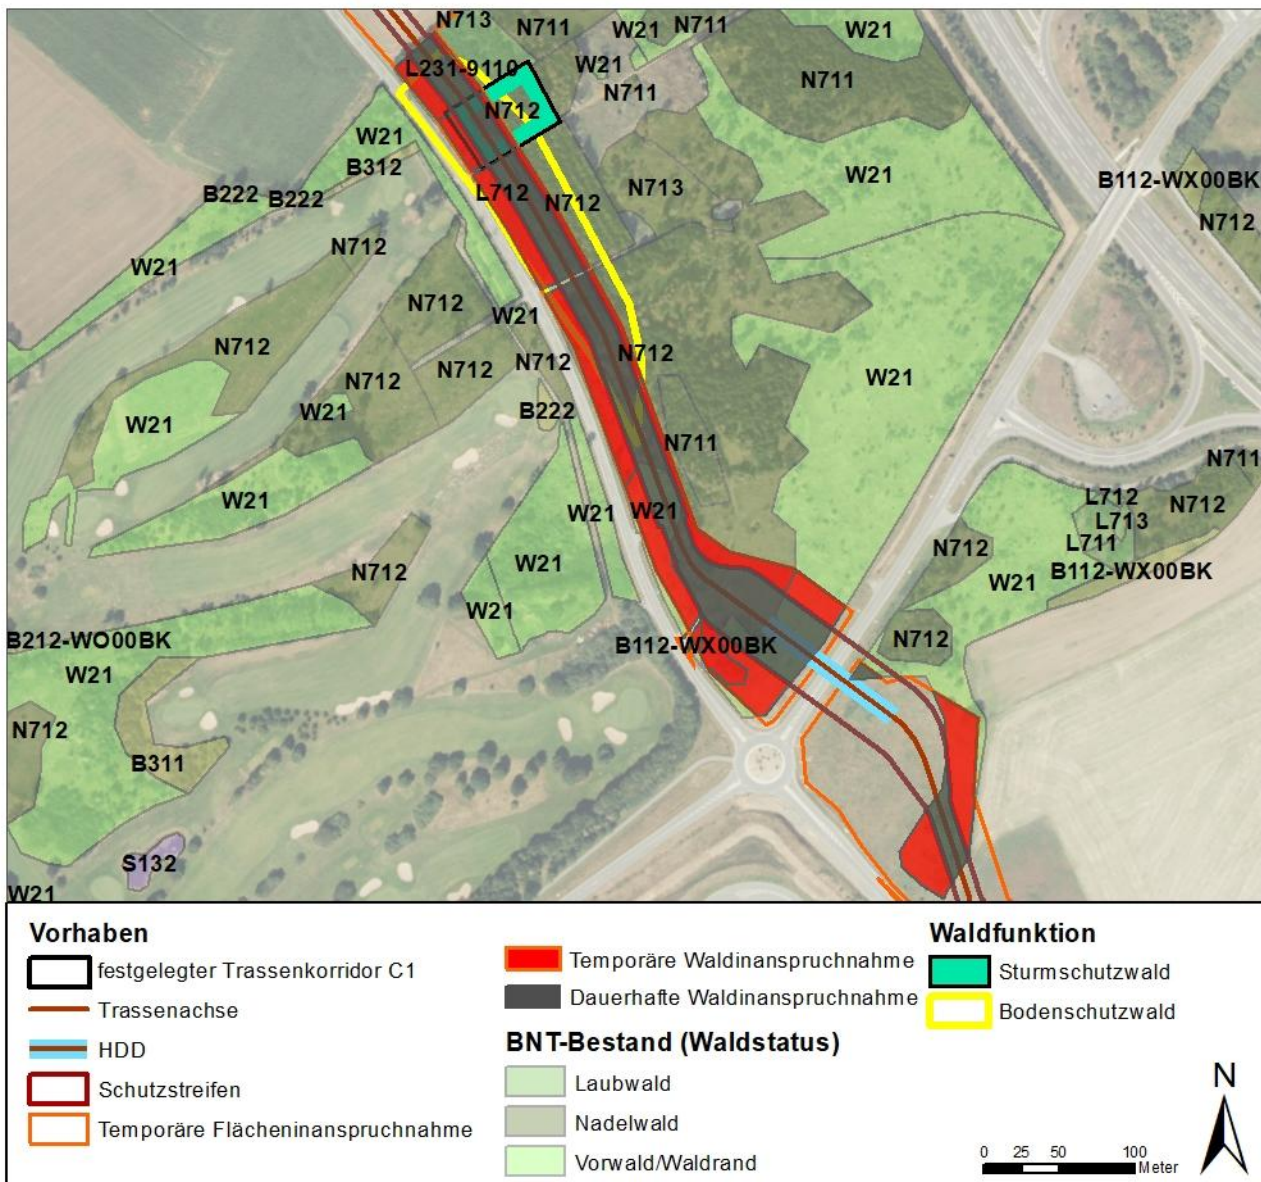 N713
N711
W21
N711
W21
L231-9110
W21
N711
N711
N712
W21
B312
B222
B222
L712
N712
N713
W21
B112-WX00BK
N712
W21
N712
N712
W21
N712
N712
N712
N712
N712
W21
W21
W21
B222
N711
W21
W21
W21
W21
N712
W21
N711
L712
N712
L713
L711
N712
W21
B112-WX00BK
W21
B212-WO00BK
B112-WX00BK
N712
W21
N712
B311
S132
W21
Vorhaben
festgelegter Trassenkorridor C1
Trassenachse
HDD
Schutzstreifen
Temporäre Flächeninanspruchnahme
Temporäre Waldinanspruchnahme
Dauerhafte Waldinanspruchnahme
BNT-Bestand (Waldstatus)
Laubwald
Nadelwald
Vorwald/Waldrand
Waldfunktion
Sturmschutzwald
Bodenschutzwald
N
0 25 50 100
Meter